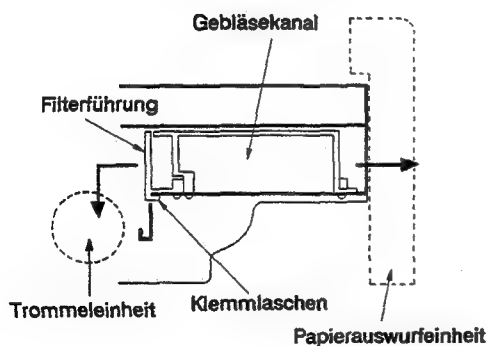 Gebläsekanal
Filterführung
Trommeleinheit
Klemmlaschen
Papierauswurfeinheit